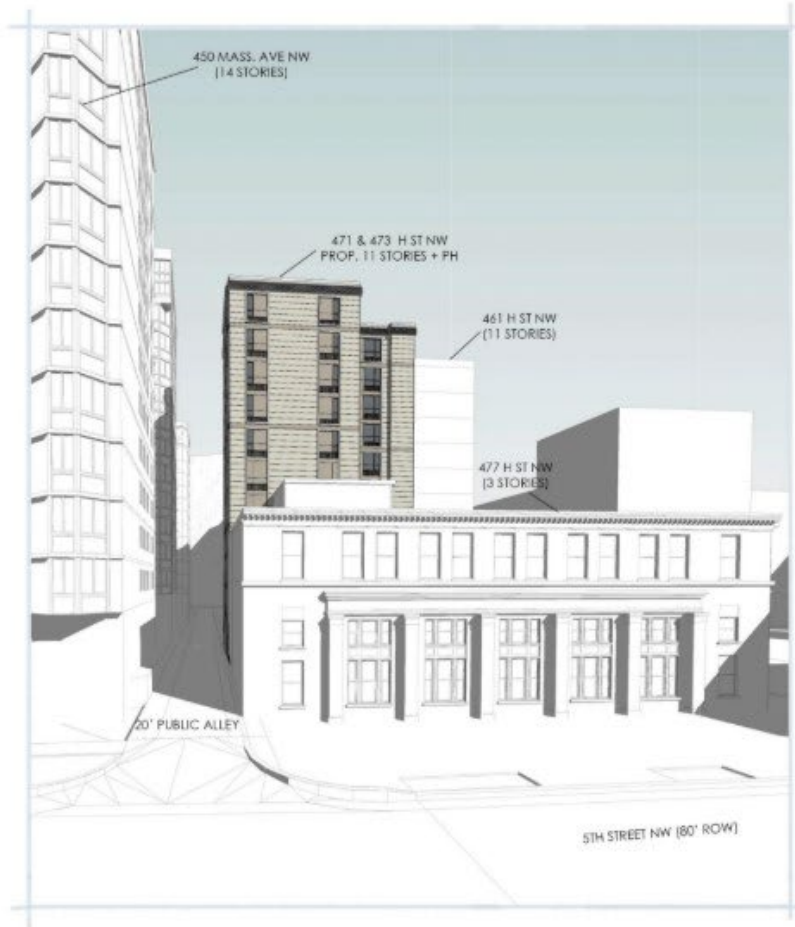 450 MASS. AVE NW
(14 STORIES)
471 & 473 H ST NW
PROP. 11 STORIES + PH
461 H ST NW
(11 STORIES)
477 H ST NW
(3 STORIES)
20' PUBLIC ALLEY
5TH STREET NW (80' ROW)